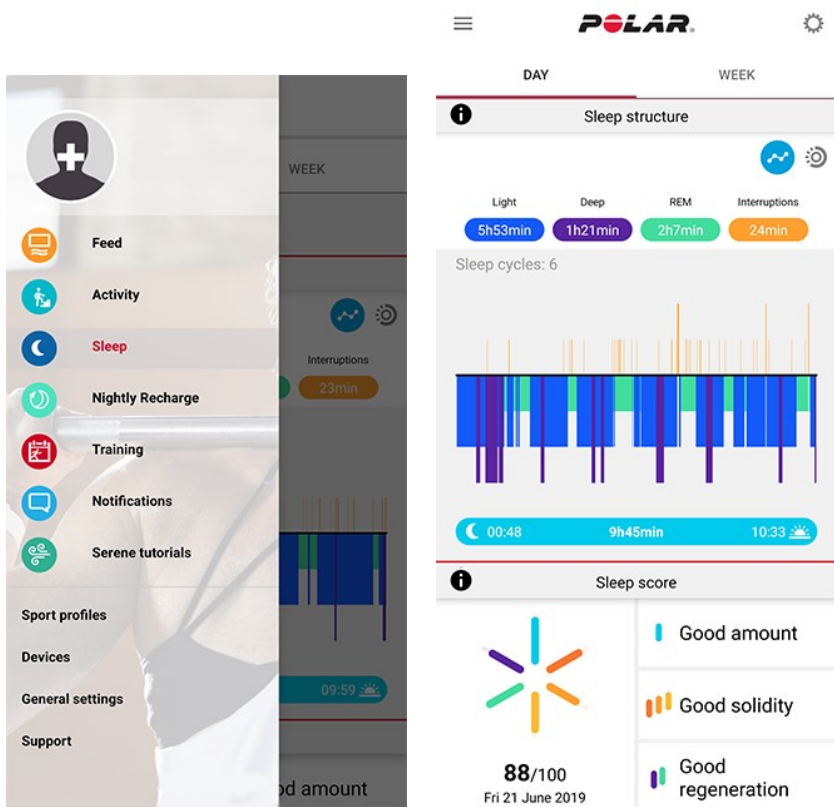 WEEK
Feed
Activity
Sleep
Interruptions
23min
Nightly Recharge
Training
Notifications
Serene tutorials
Sport profiles
Devices
09:59
General settings
Support
od amount
POLAR.
DAY WEEK
Sleep structure
Light Deep REM Interruptions
5h53min 1h21min 2h7min 24min
Sleep cycles: 6
00:48 9h45min 10:33
Sleep score
Good amount
Good solidity
88/100
Fri 21 June 2019
Good
regeneration